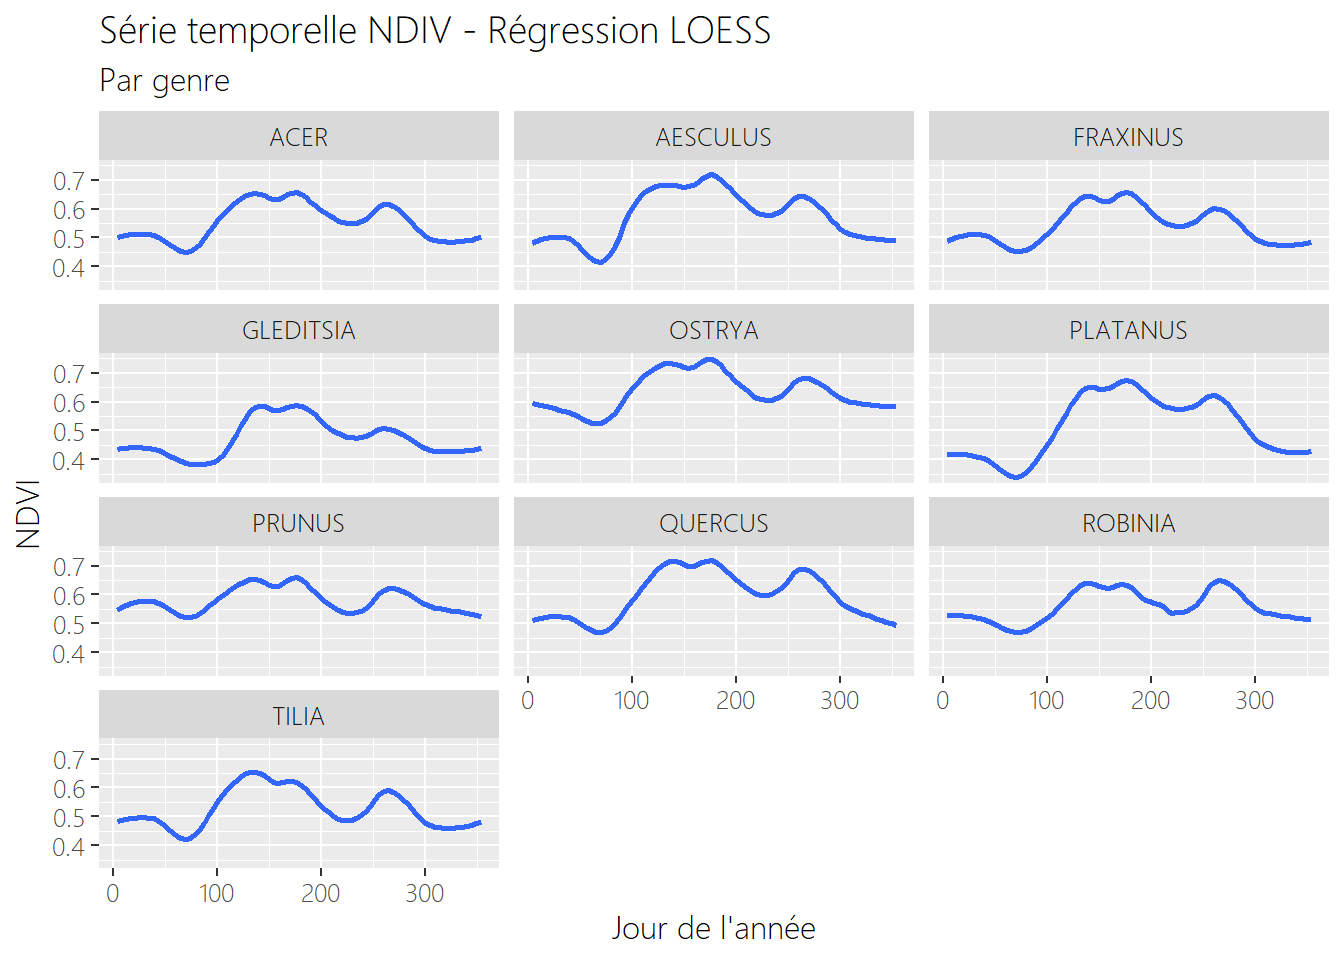 Série temporelle NDIV - Régression LOESS
Par genre
ACER
AESCULUS
FRAXINUS
0.7
0.6
0.5
0.4
GLEDITSIA
OSTRYA
PLATANUS
0.7
0.6
0.5
0.4
NDVI
PRUNUS
QUERCUS
ROBINIA
0.7
0.6
0.5
0.4
0 100 200 300
0 100 200 300
TILIA
0.7
0.6
0.5
0.4
0 100 200 300
Jour de l'année